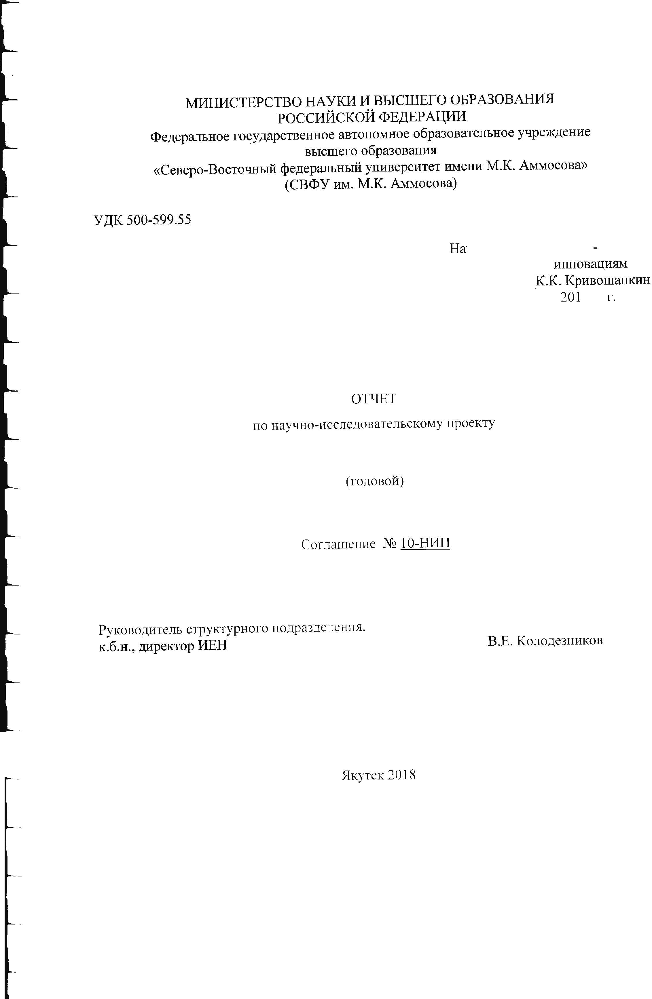 МИНИСТЕРСТВО НАУКИ И ВЫСШЕГО ОБРАЗОВАНИЯ
РОССИЙСКОЙ ФЕДЕРАЦИИ
Федеральное государственное автономное образовательное учреждение
высшего образования
«Северо-Восточный федеральный университет имени М.К. Аммосова»
(СВФУ им. М.К. Аммосова)
УДК 500-599.55
На -
инновациям
К.К. Кривошапкин
201 г.
ОТЧЕТ
по научно-исследовательскому проекту
(годовой)
Соглашение № 10-НИП
Руководитель структурного подразделения.
к.б.н., директор ИЕН
В.Е. Колодезников
Якутск 2018